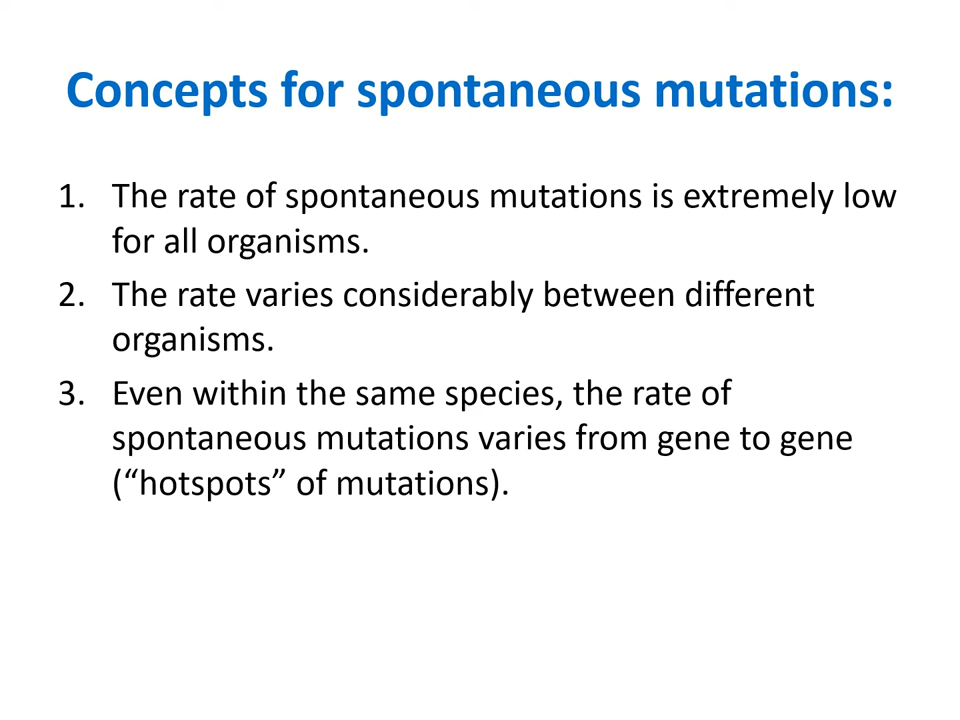 Concepts for spontaneous mutations:
1. The rate of spontaneous mutations is extremely low
for all organisms.
2. The rate varies considerably between different
organisms.
3. Even within the same species, the rate of
spontaneous mutations varies from gene to gene
(“hotspots” of mutations).